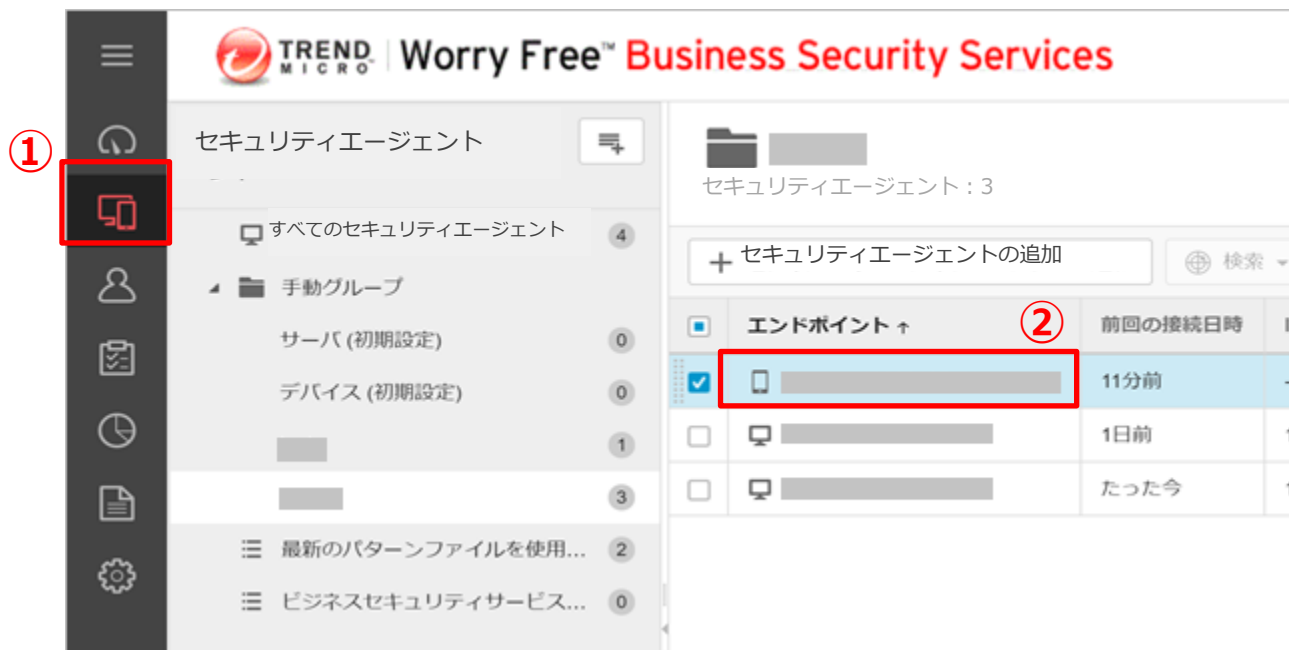 TREND MICRO Worry Free™ Business Security Services
①
セキュリティエージェント
セキュリティエージェント:3
すべてのセキュリティエージェント 4
手動グループ
サーバ (初期設定) 0
デバイス (初期設定) 0
1
3
最新のパターンファイルを使用... 2
ビジネスセキュリティサービス... 0
+ セキュリティエージェントの追加
検索
エンドポイント ↑
②
前回の接続日時
11分前
1日前
たった今